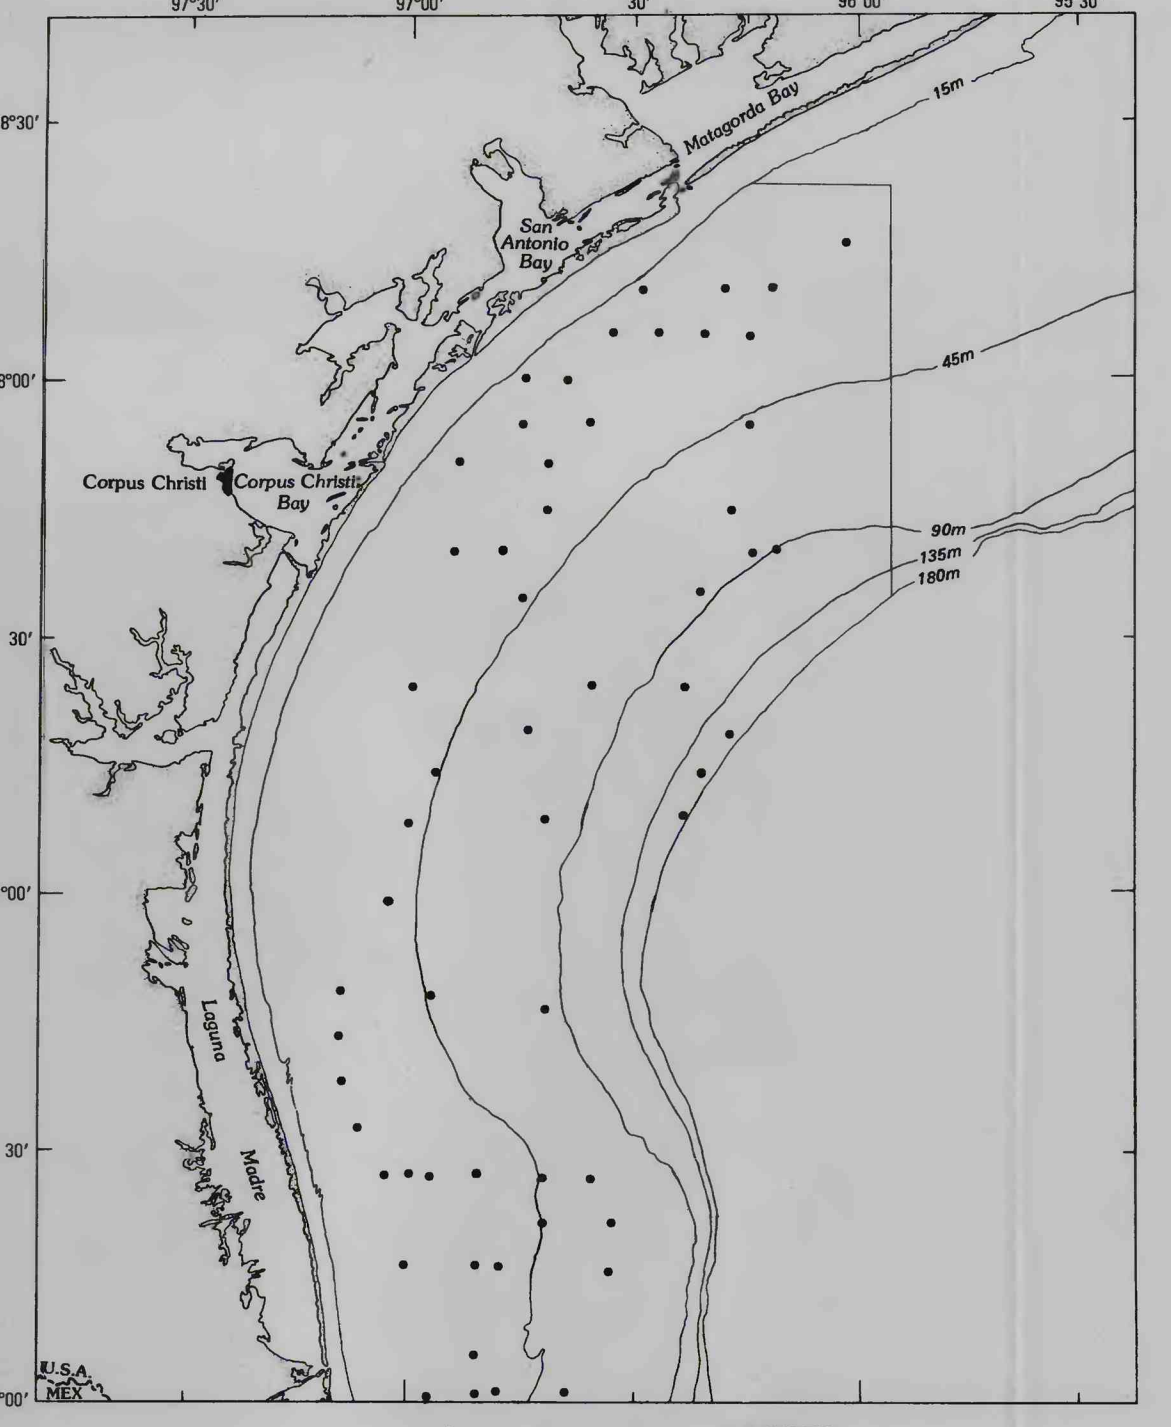 97°30' 97°00' 30' 96°00' 95°30'
15m
Matagorda Bay
8°30'
San
Antonio
Bay
45m
8°00'
Corpus Christi
Corpus Christi
Bay
90m
135m
180m
30'
°00'
Laguna
Madre
30'
U.S.A.
MEX
°00'